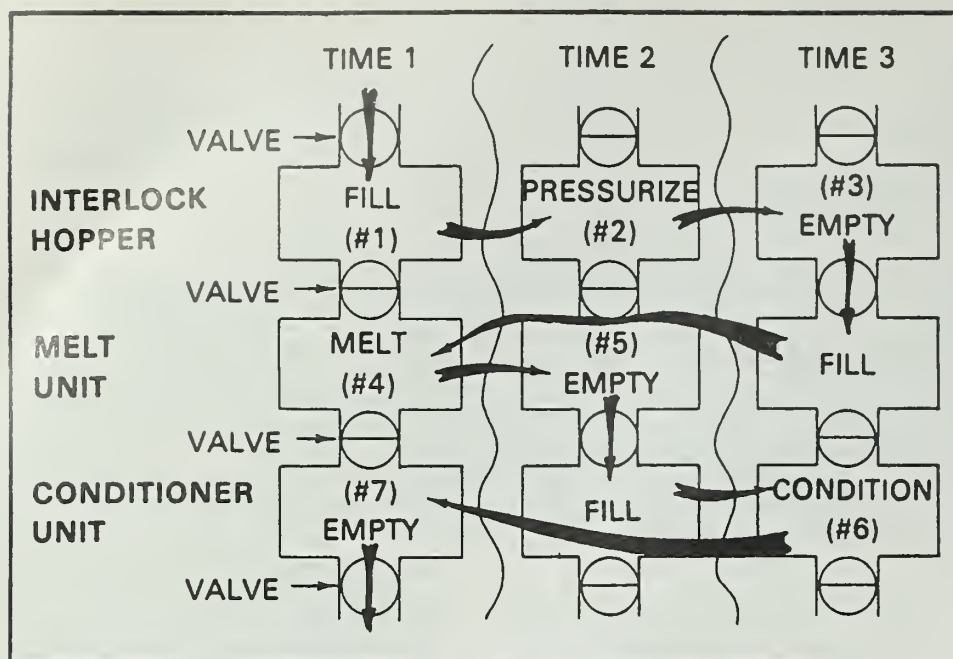 TIME 1 TIME 2 TIME 3
VALVE
INTERLOCK HOPPER
FILL (#1)
PRESSURIZE (#2)
(#3) EMPTY
VALVE
MELT UNIT
MELT (#4)
(#5) EMPTY
FILL
VALVE
CONDITIONER UNIT
(#7) EMPTY
FILL
CONDITION (#6)
VALVE